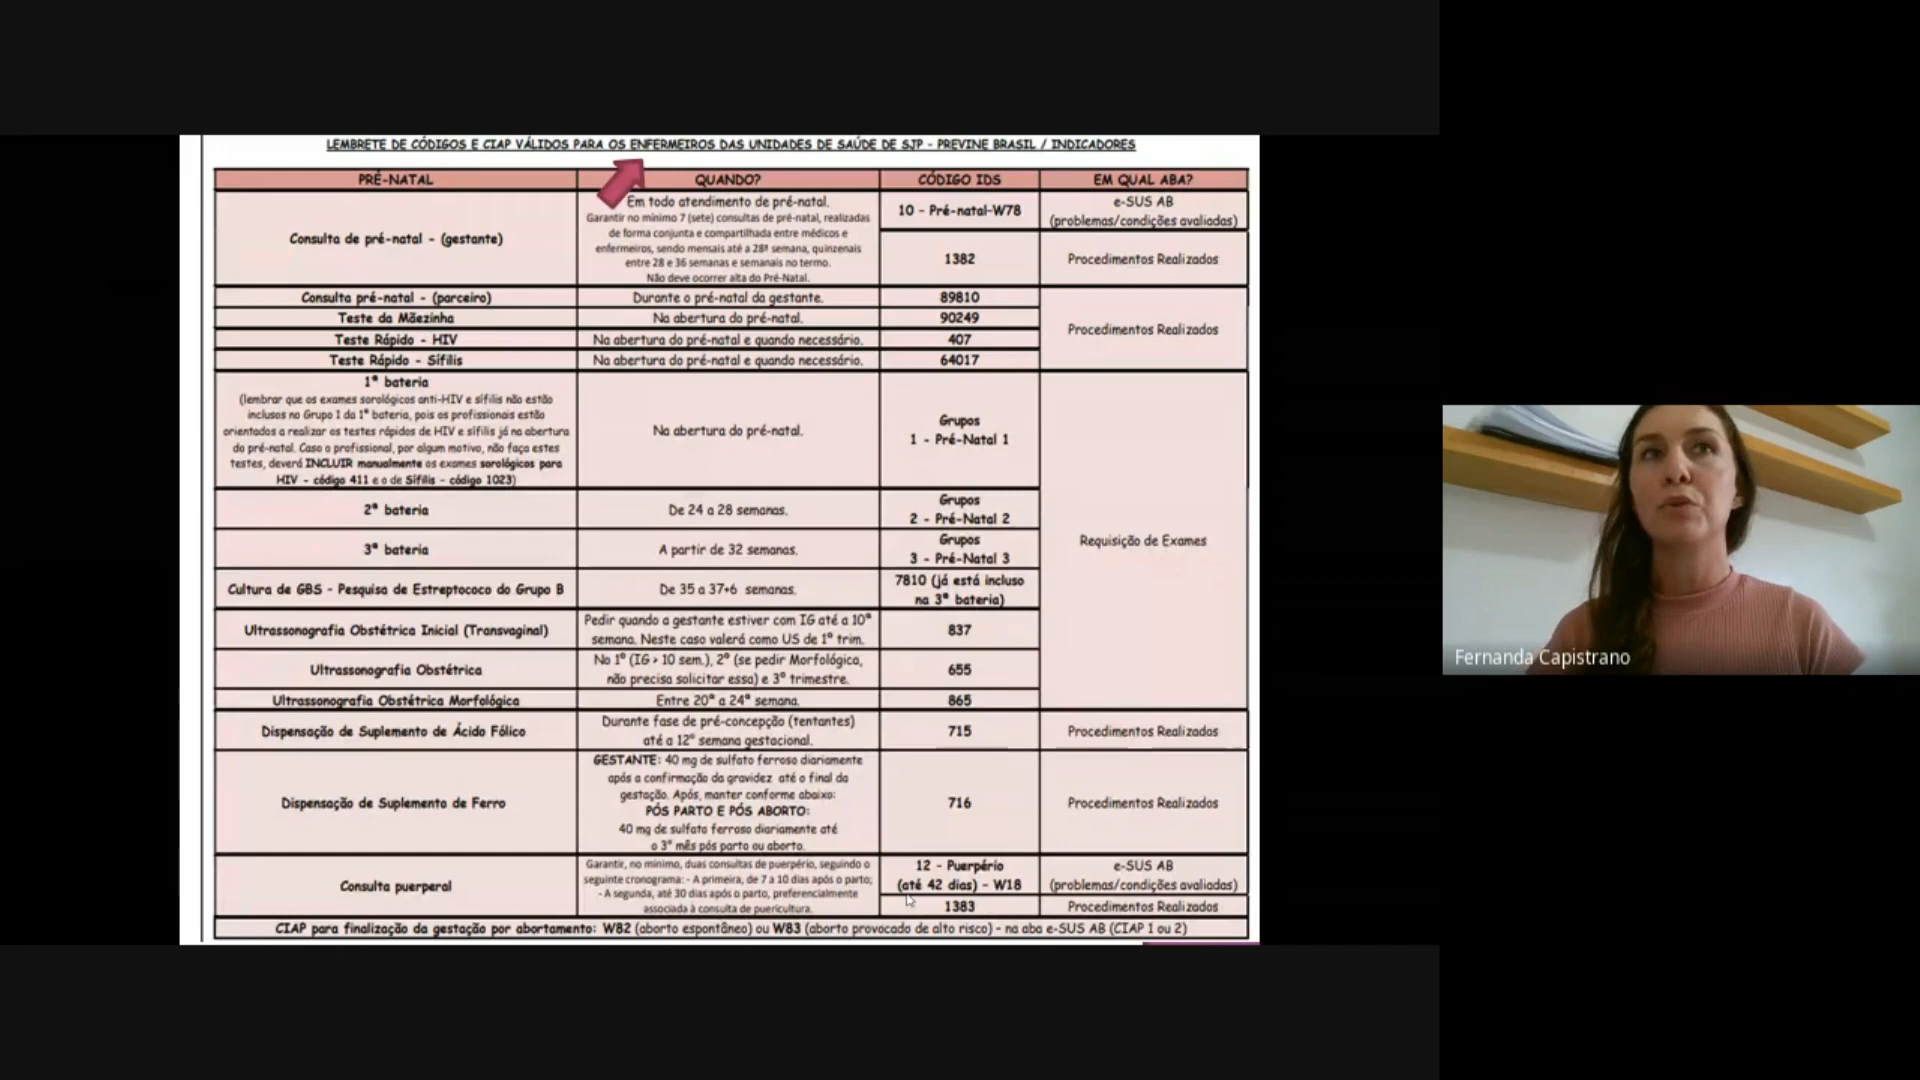 LEMBRETE DE CÓDIGOS E CIAP VÁLIDOS PARA OS ENFERMEIROS DAS UNIDADES DE SAÚDE DE SJP - PREVINE BRASIL / INDICADORES
PRÉ-NATAL
QUANDO?
CÓDIGO IDS
EM QUAL ABA?
Consulta de pré-natal - (gestante)
Em todo atendimento de pré-natal.
Garantir no mínimo 7 (sete) consultas de pré-natal, realizadas
de forma conjunta e compartilhada entre médicos e
enfermeiros, sendo mensais até a 28ª semana, quinzenais
entre 28 e 36 semanas e semanais no termo.
Não deve ocorrer alta do Pré-Natal.
10 - Pré-natal-W78
e-SUS AB
(problemas/condições avaliadas)
1382
Procedimentos Realizados
Consulta pré-natal - (parceiro)
Durante o pré-natal da gestante.
89810
Procedimentos Realizados
Teste da Mãezinha
Na abertura do pré-natal.
90249
Teste Rápido - HIV
Na abertura do pré-natal e quando necessário.
407
Teste Rápido - Sífilis
Na abertura do pré-natal e quando necessário.
64017
1ª bateria
(lembrar que os exames sorológicos anti-HIV e sífilis não estão
inclusos no Grupo 1 da 1ª bateria, pois os profissionais estão
orientados a realizar os testes rápidos de HIV e sífilis já na abertura
do pré-natal. Caso o profissional, por algum motivo, não faça estes
testes, deverá INCLUIR manualmente os exames sorológicos para
HIV - código 411 e o de Sífilis - código 1023)
Na abertura do pré-natal.
Grupos
1 - Pré-Natal 1
Requisição de Exames
2ª bateria
De 24 a 28 semanas.
Grupos
2 - Pré-Natal 2
3ª bateria
A partir de 32 semanas.
Grupos
3 - Pré-Natal 3
Cultura de GBS - Pesquisa de Estreptococo do Grupo B
De 35 a 37+6 semanas.
7810 (já está incluso
na 3ª bateria)
Ultrassonografia Obstétrica Inicial (Transvaginal)
Pedir quando a gestante estiver com IG até a 10ª
semana. Neste caso valerá como US de 1º trim.
837
Ultrassonografia Obstétrica
No 1º (IG > 10 sem.), 2º (se pedir Morfológica,
não precisa solicitar essa) e 3º trimestre.
655
Ultrassonografia Obstétrica Morfológica
Entre 20ª a 24ª semana.
865
Dispensação de Suplemento de Ácido Fólico
Durante fase de pré-concepção (tentantes)
até a 12ª semana gestacional.
715
Procedimentos Realizados
Dispensação de Suplemento de Ferro
GESTANTE: 40 mg de sulfato ferroso diariamente
após a confirmação da gravidez até o final da
gestação. Após, manter conforme abaixo:
PÓS PARTO E PÓS ABORTO:
40 mg de sulfato ferroso diariamente até
o 3º mês pós parto ou aborto.
716
Procedimentos Realizados
Consulta puerperal
Garantir, no mínimo, duas consultas de puerpério, seguindo o
seguinte cronograma: - A primeira, de 7 a 10 dias após o parto;
- A segunda, até 30 dias após o parto, preferencialmente
associada à consulta de puericultura.
12 - Puerpério
(até 42 dias) - W18
e-SUS AB
(problemas/condições avaliadas)
1383
Procedimentos Realizados
CIAP para finalização da gestação por abortamento: W82 (aborto espontâneo) ou W83 (aborto provocado de alto risco) - na aba e-SUS AB (CIAP 1 ou 2)
Fernanda Capistrano